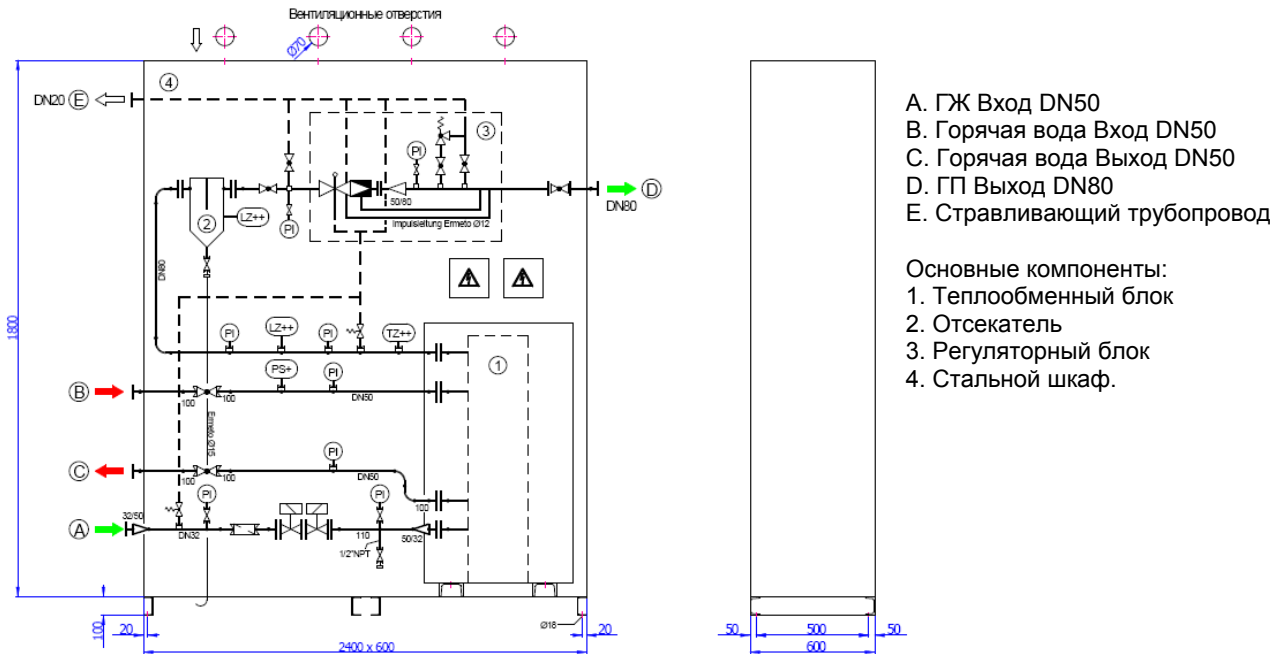 Вентиляционные отверстия
Ø70
4
DN20 E
3
PI
50/80
D
DN80
2
LZ++
PI
Impulsleitung Ermeto Ø12
DN80
1800
PI
LZ++
PI
TZ++
1
PS+
PI
B
100
100
DN50
Ermeto Ø15
PI
C
100
100
DN50
PI
PI
100
32/50
A
DN32
110
50/32
1/2"NPT
100
20
Ø18
20
2400 x 600
50
500
50
600
A. ГЖ Вход DN50
B. Горячая вода Вход DN50
C. Горячая вода Выход DN50
D. ГП Выход DN80
E. Стравливающий трубопровод
Основные компоненты:
1. Теплообменный блок
2. Отсекатель
3. Регуляторный блок
4. Стальной шкаф.